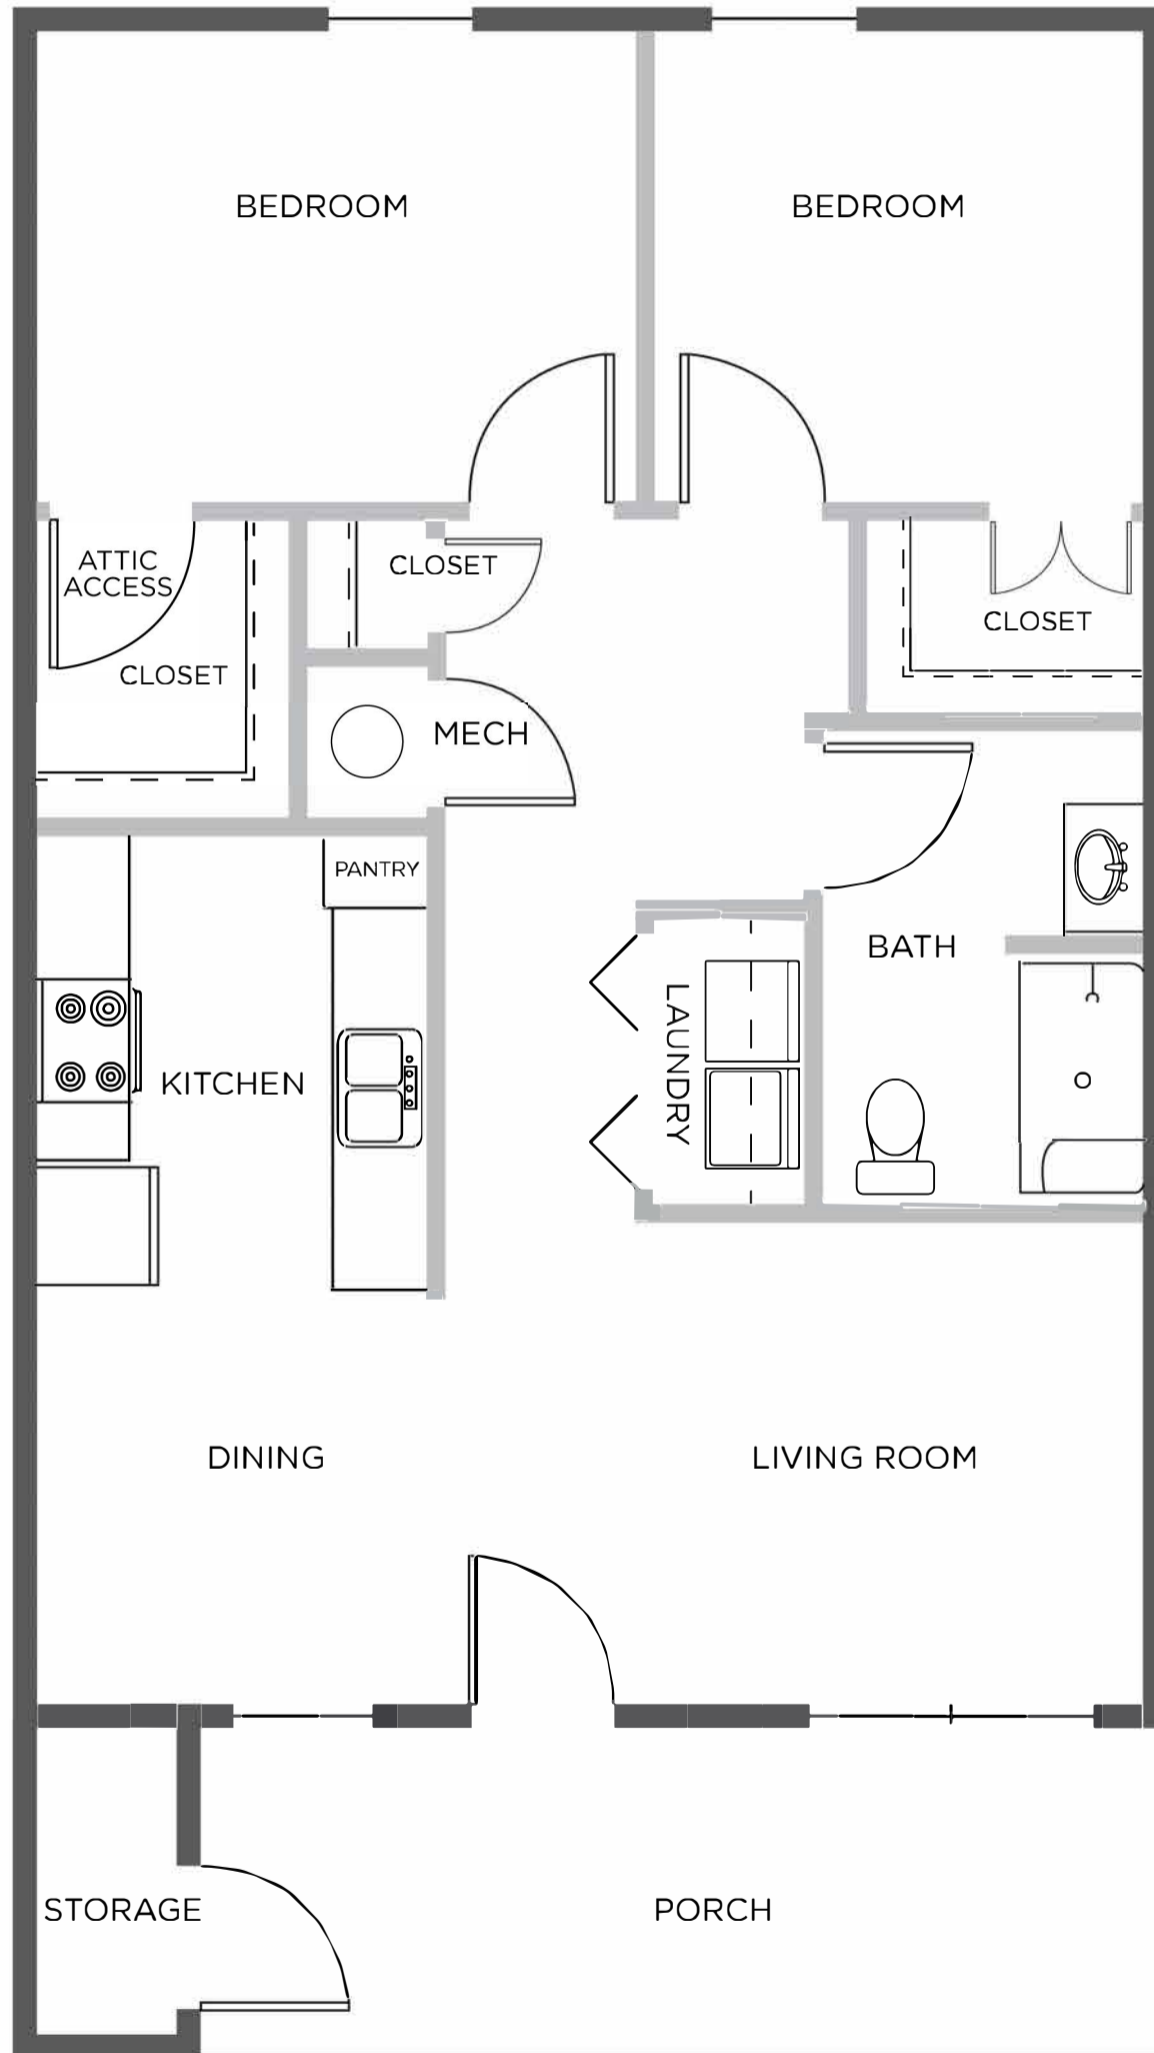 BEDROOM
BEDROOM
ATTIC
ACCESS
CLOSET
CLOSET
CLOSET
MECH
PANTRY
BATH
LAUNDRY
KITCHEN
DINING
LIVING ROOM
STORAGE
PORCH